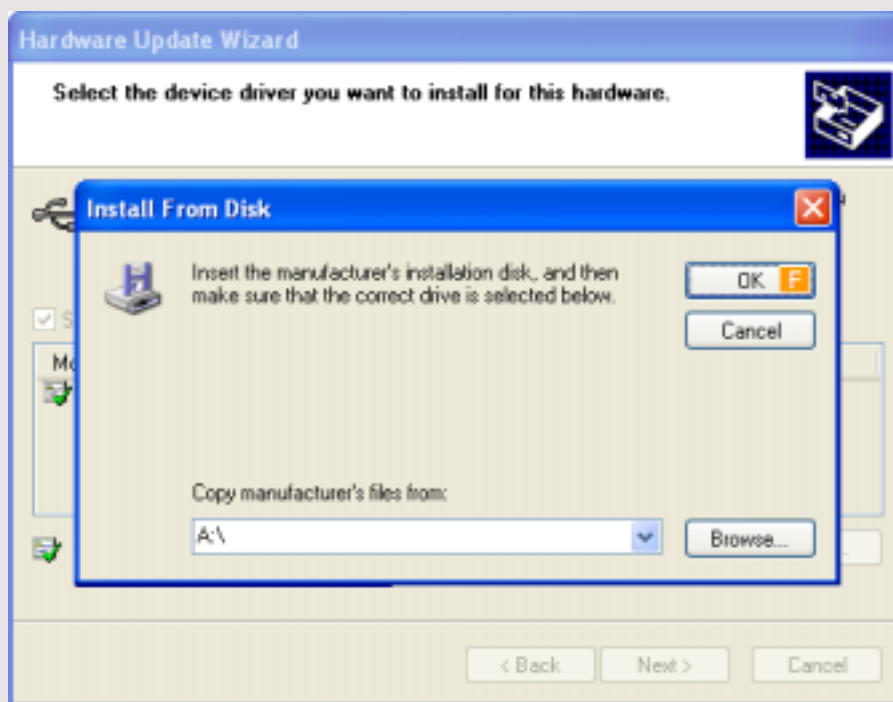 Hardware Update Wizard
Select the device driver you want to install for this hardware.
Install From Disk
Insert the manufacturer's installation disk, and then
make sure that the correct drive is selected below.
OK F
Cancel
S
Mo
Copy manufacturer's files from:
A:\
Browse...
< Back
Next >
Cancel